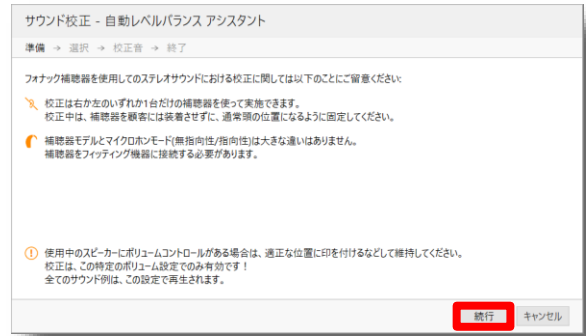 サウンド校正 - 自動レベルバランス アシスタント
準備 → 選択 → 校正音 → 終了
フォナック補聴器を使用してのステレオサウンドにおける校正に関しては以下のことにご留意ください:
校正は右か左のいずれか1台だけの補聴器を使って実施できます。
校正中は、補聴器を顧客には装着させずに、通常頭の位置になるように固定してください。
補聴器モデルとマイクロホンモード(無指向性/指向性)は大きな違いはありません。
補聴器をフィッティング機器に接続する必要があります。
使用中のスピーカーにボリュームコントロールがある場合は、適正な位置に印を付けるなどして維持してください。
校正は、この特定のボリューム設定でのみ有効です！
全てのサウンド例は、この設定で再生されます。
続行 キャンセル